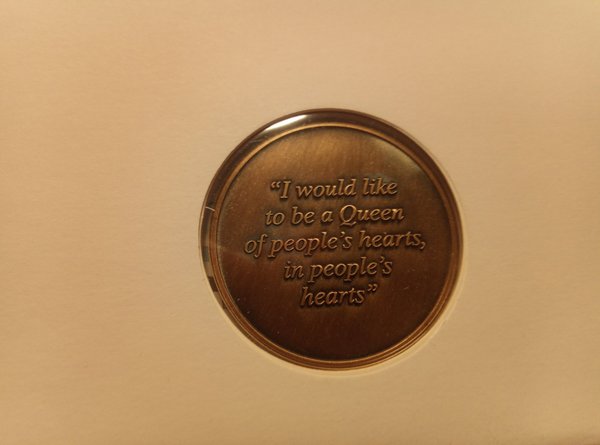 “I would like
to be a Queen
of people's hearts,
in people's
hearts”